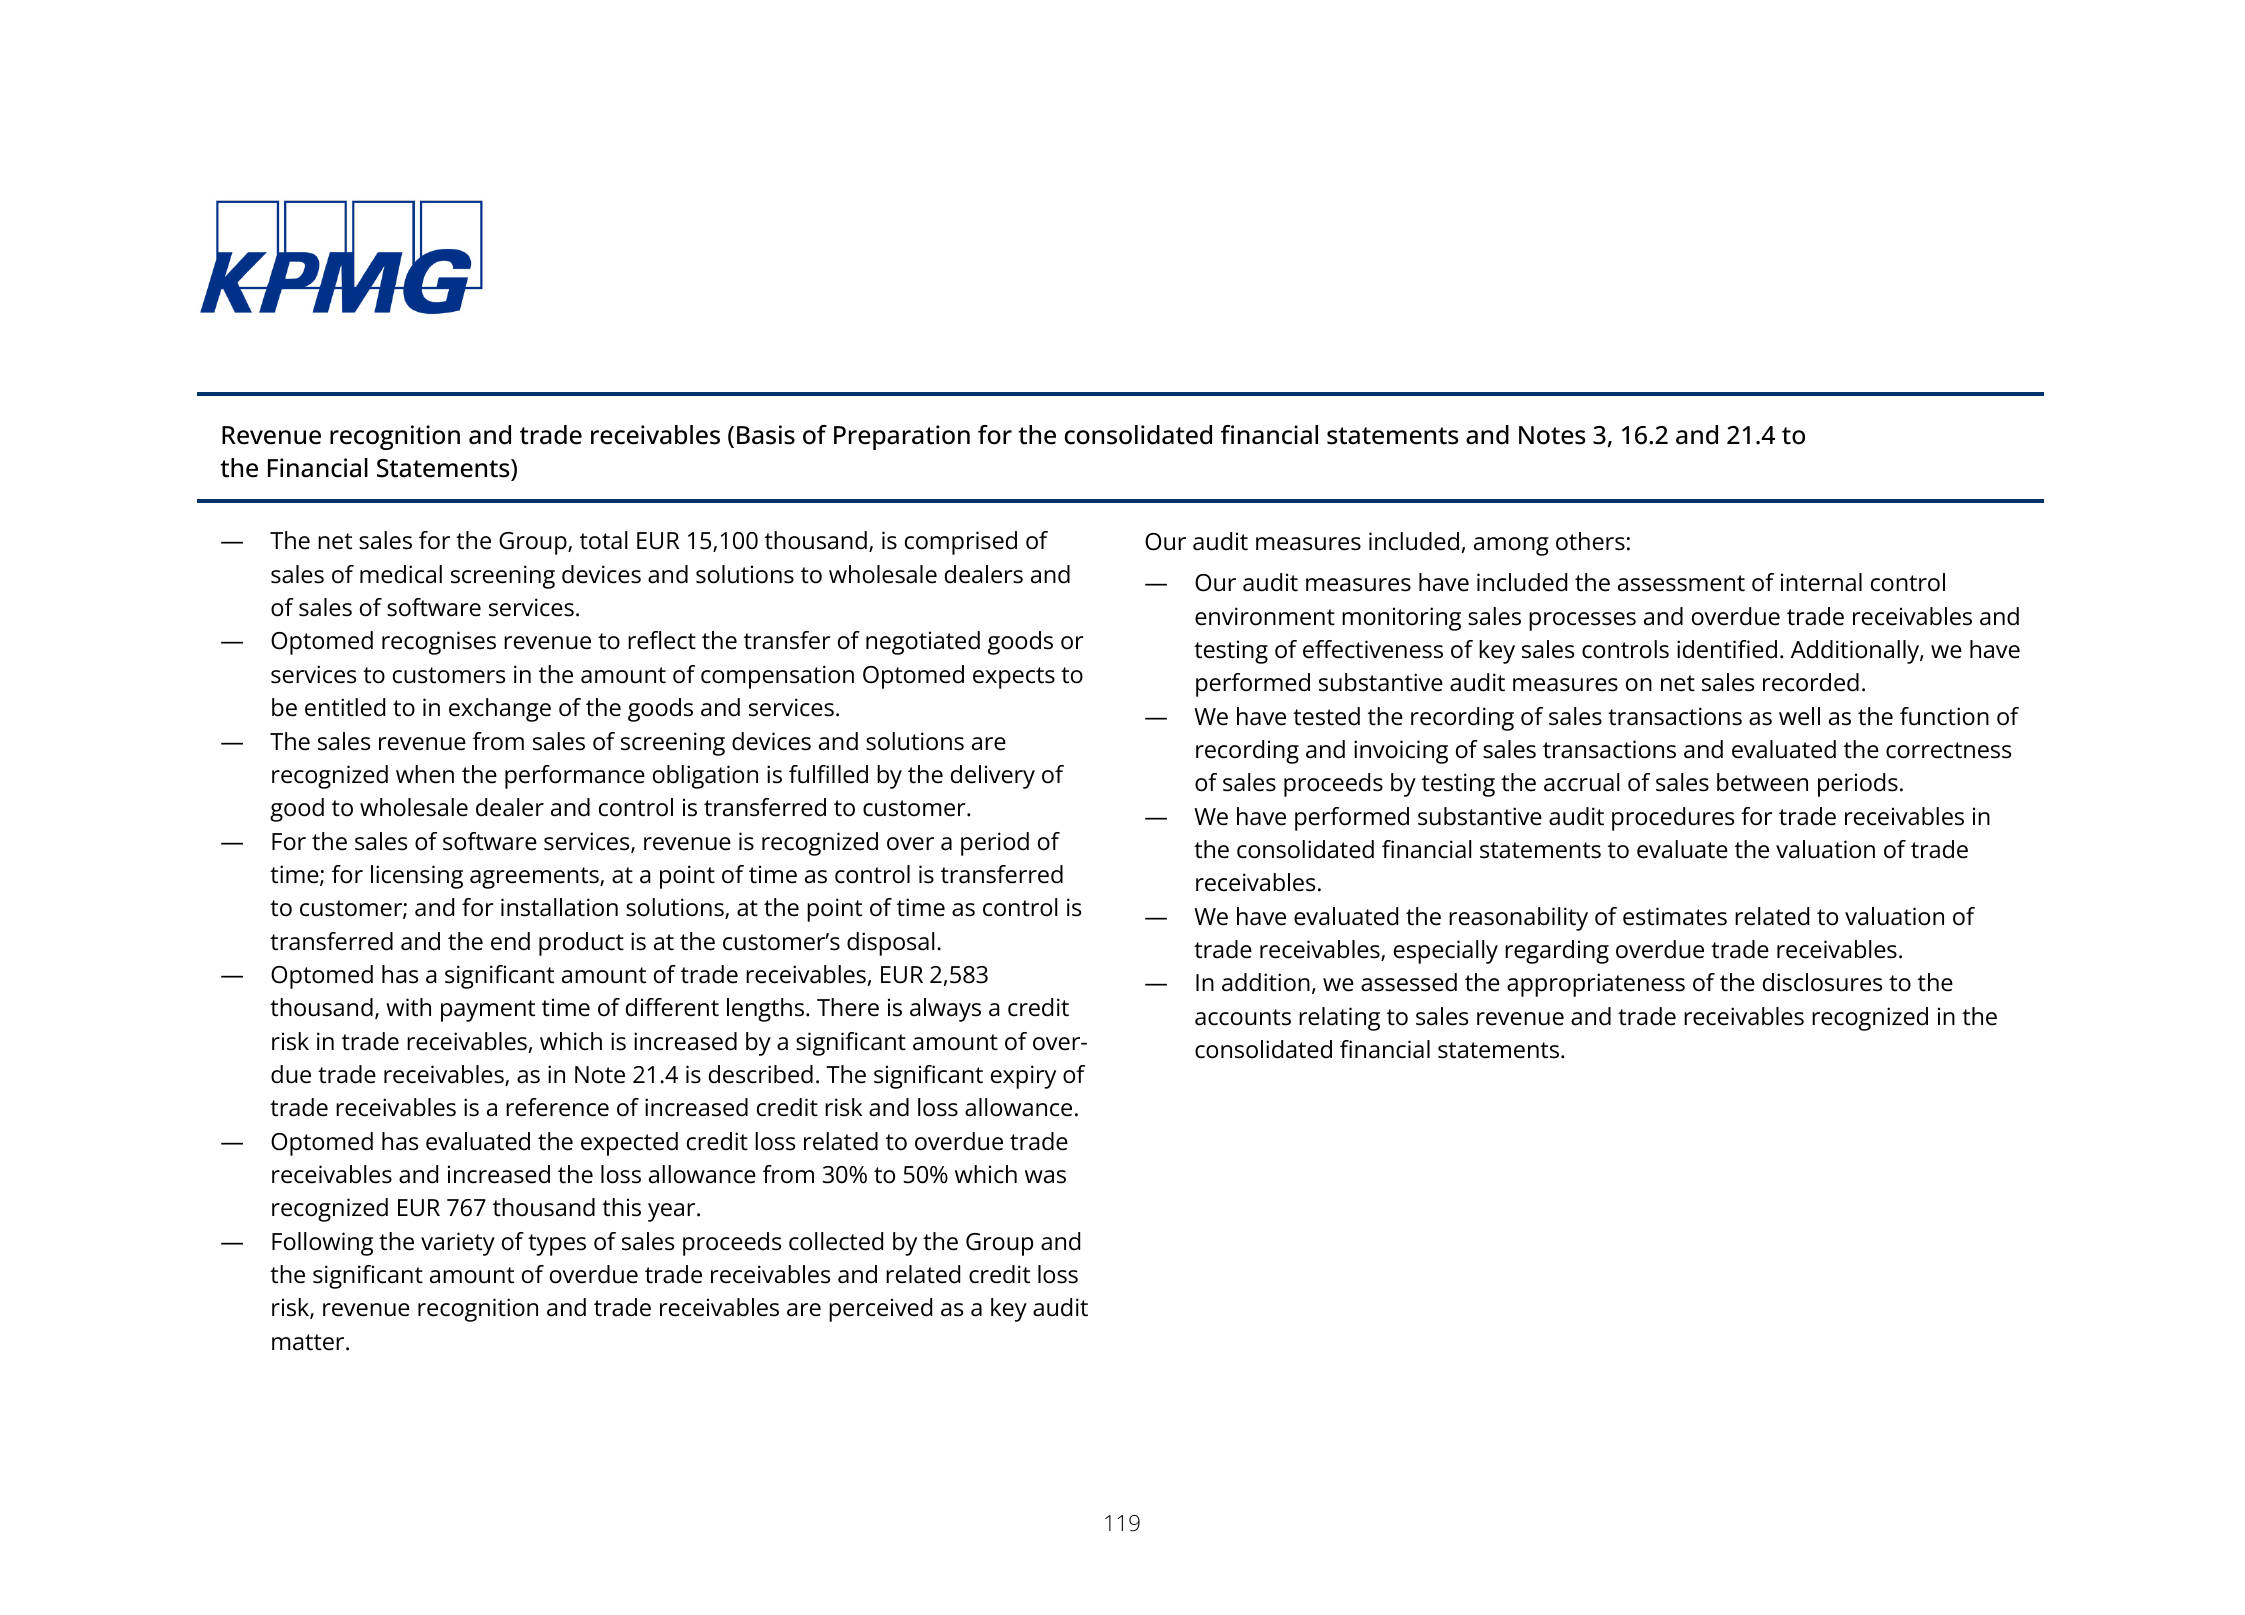 KPMG
Revenue recognition and trade receivables (Basis of Preparation for the consolidated financial statements and Notes 3, 16.2 and 21.4 to
the Financial Statements)
— The net sales for the Group, total EUR 15,100 thousand, is comprised of
sales of medical screening devices and solutions to wholesale dealers and
of sales of software services.
— Optomed recognises revenue to reflect the transfer of negotiated goods or
services to customers in the amount of compensation Optomed expects to
be entitled to in exchange of the goods and services.
— The sales revenue from sales of screening devices and solutions are
recognized when the performance obligation is fulfilled by the delivery of
good to wholesale dealer and control is transferred to customer.
— For the sales of software services, revenue is recognized over a period of
time; for licensing agreements, at a point of time as control is transferred
to customer; and for installation solutions, at the point of time as control is
transferred and the end product is at the customer’s disposal.
— Optomed has a significant amount of trade receivables, EUR 2,583
thousand, with payment time of different lengths. There is always a credit
risk in trade receivables, which is increased by a significant amount of over-
due trade receivables, as in Note 21.4 is described. The significant expiry of
trade receivables is a reference of increased credit risk and loss allowance.
— Optomed has evaluated the expected credit loss related to overdue trade
receivables and increased the loss allowance from 30% to 50% which was
recognized EUR 767 thousand this year.
— Following the variety of types of sales proceeds collected by the Group and
the significant amount of overdue trade receivables and related credit loss
risk, revenue recognition and trade receivables are perceived as a key audit
matter.
Our audit measures included, among others:
— Our audit measures have included the assessment of internal control
environment monitoring sales processes and overdue trade receivables and
testing of effectiveness of key sales controls identified. Additionally, we have
performed substantive audit measures on net sales recorded.
— We have tested the recording of sales transactions as well as the function of
recording and invoicing of sales transactions and evaluated the correctness
of sales proceeds by testing the accrual of sales between periods.
— We have performed substantive audit procedures for trade receivables in
the consolidated financial statements to evaluate the valuation of trade
receivables.
— We have evaluated the reasonability of estimates related to valuation of
trade receivables, especially regarding overdue trade receivables.
— In addition, we assessed the appropriateness of the disclosures to the
accounts relating to sales revenue and trade receivables recognized in the
consolidated financial statements.
119